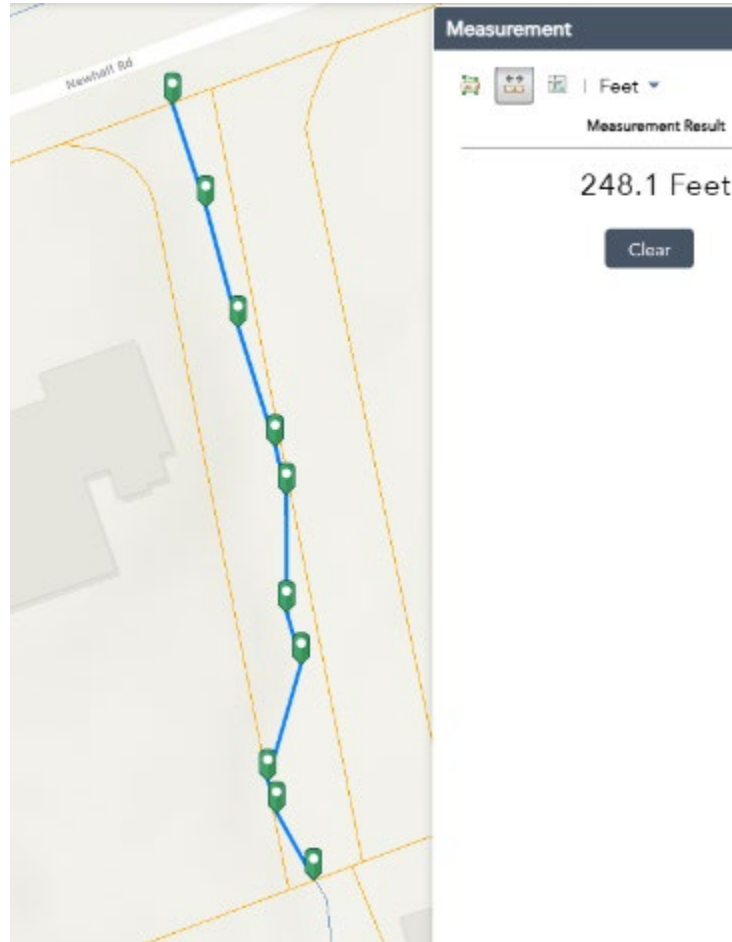 Newhall Rd
Measurement
Feet
Measurement Result
248.1 Feet
Clear